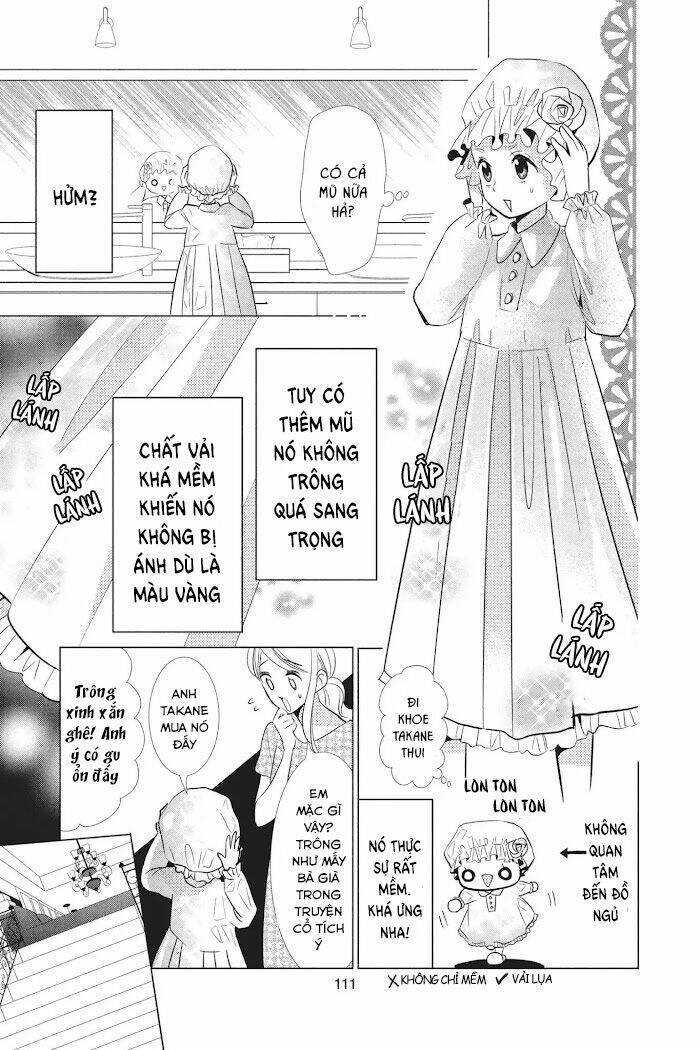 CÓ CẢ
MŨ NỮA
HẢ?
HỬM?
TUY CÓ
THÊM MŨ
NÓ KHÔNG
TRÔNG
QUÁ SANG
TRỌNG
CHẤT VẢI
KHÁ MỀM
KHIẾN NÓ
KHÔNG BỊ
ÁNH DÙ LÀ
MÀU VÀNG
LẤP
LÁNH
LẤP
LÁNH
LẤP
LÁNH
LẤP
LÁNH
ĐI
KHOE
TAKANE
THUI
LON TON
LON TON
KHÔNG
QUAN
TÂM
ĐẾN ĐỒ
NGỦ
NÓ THỰC
SỰ RẤT
MỀM.
KHÁ ƯNG
NHA!
EM
MẶC GÌ
VẬY?
TRÔNG
NHƯ MẤY
BÀ GIÀ
TRONG
TRUYỆN
CỔ TÍCH
Ý
ANH
TAKANE
MUA NÓ
ĐẤY
Trông
xinh xắn
ghê! Anh
ý có gu
ổn đấy
111
X KHÔNG CHỈ MỀM ✓ VẢI LỤA